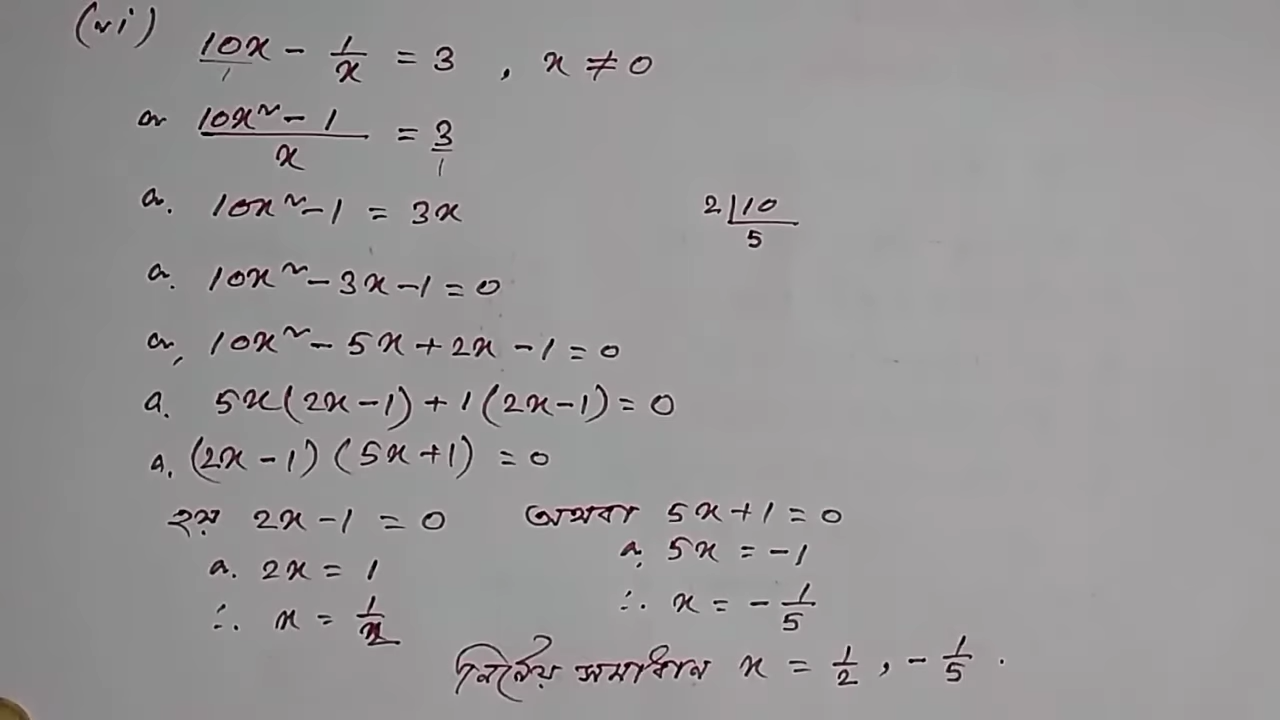 (vi) 10x - 1/x = 3 , x ≠ 0
বা (10x² - 1)/x = 3/1
বা. 10x² - 1 = 3x
2 | 10
5
বা. 10x² - 3x - 1 = 0
বা, 10x² - 5x + 2x - 1 = 0
বা. 5x(2x - 1) + 1(2x - 1) = 0
বা. (2x - 1) (5x + 1) = 0
হয় 2x - 1 = 0 অথবা 5x + 1 = 0
বা. 2x = 1 বা, 5x = -1
∴ x = 1/2 ∴ x = - 1/5
নির্ণেয় সমাধান x = 1/2 , - 1/5 .